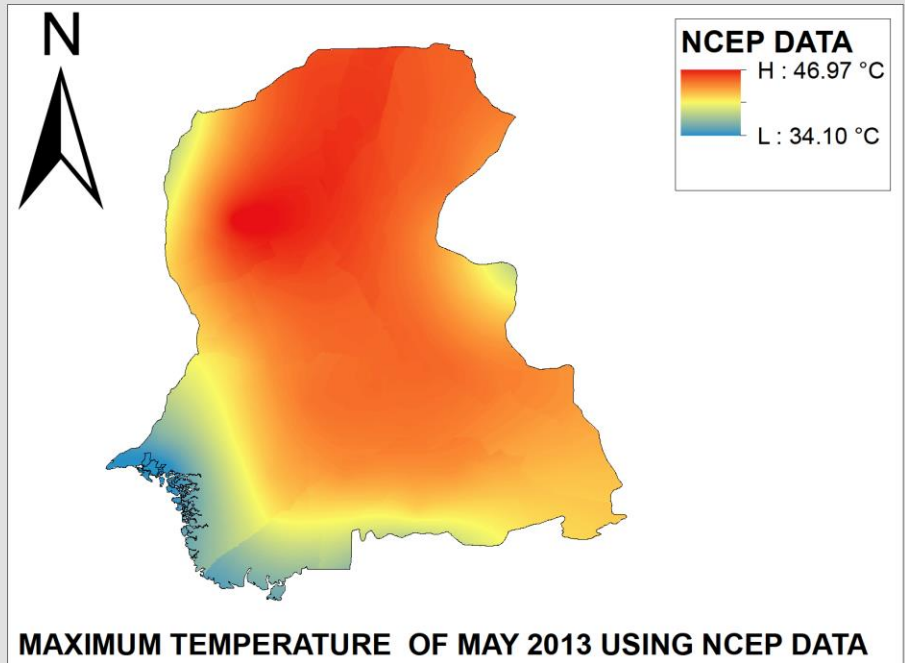 N
NCEP DATA
H : 46.97 °C
L : 34.10 °C
MAXIMUM TEMPERATURE OF MAY 2013 USING NCEP DATA